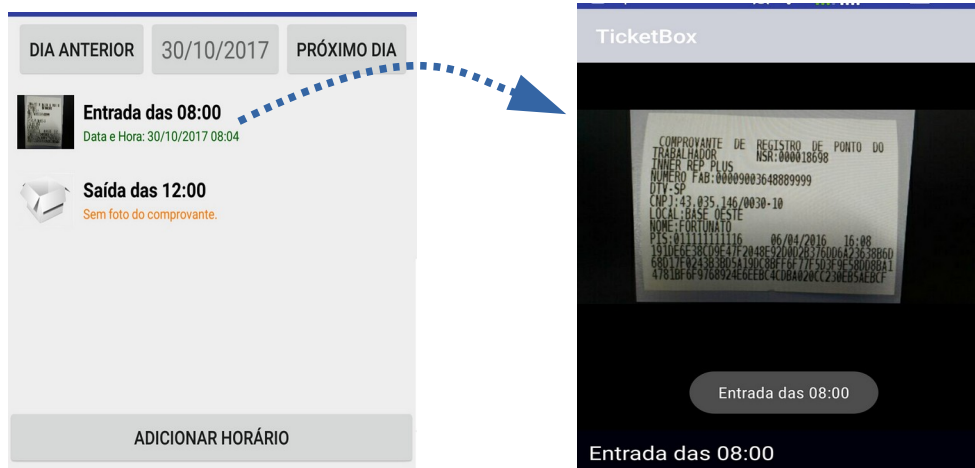 DIA ANTERIOR
30/10/2017
PRÓXIMO DIA
Entrada das 08:00
Data e Hora: 30/10/2017 08:04
Saída das 12:00
Sem foto do comprovante.
ADICIONAR HORÁRIO
TicketBox
COMPROVANTE DE REGISTRO DE PONTO DO
TRABALHADOR NSR:000018698
INNER REP PLUS
NUMERO FAB:00009003648889999
DTV-SP
CNPJ:43.035.146/0030-10
LOCAL:BASE OESTE
NOME:FORTUNATO
PIS:011111111116 06/04/2016 16:08
Entrada das 08:00
Entrada das 08:00